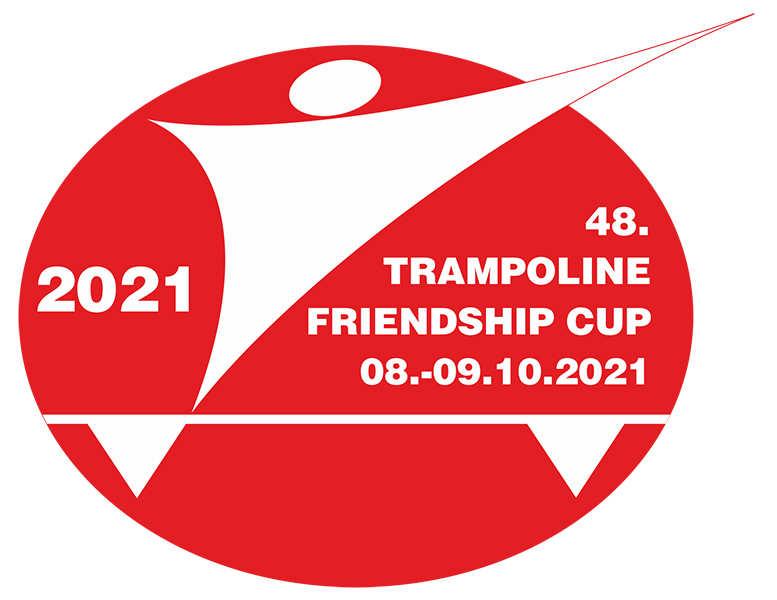 48.
TRAMPOLINE
2021
FRIENDSHIP CUP
08.-09.10.2021